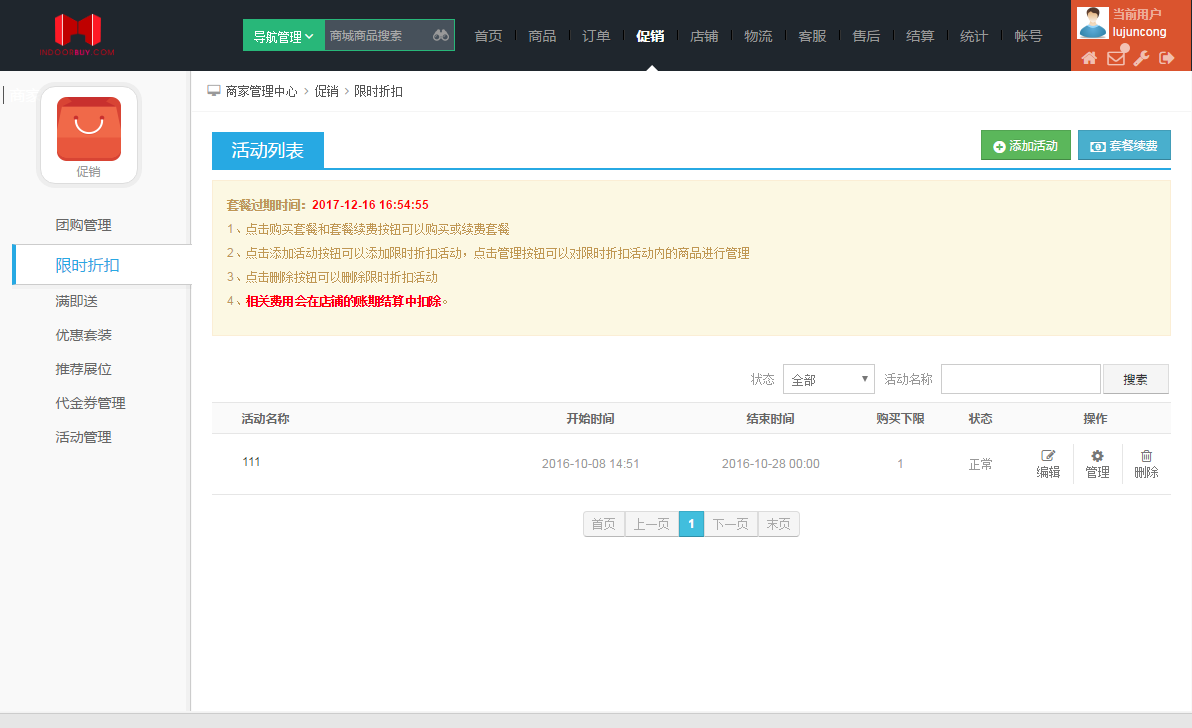 INDOORBUY.COM
导航管理 商城商品搜索
首页 商品 订单 促销 店铺 物流 客服 售后 结算 统计 帐号
当前用户
lujuncong
促销
团购管理
限时折扣
满即送
优惠套装
推荐展位
代金券管理
活动管理
商家管理中心 > 促销 > 限时折扣
活动列表
添加活动 套餐续费
套餐过期时间：2017-12-16 16:54:55
1、点击购买套餐和套餐续费按钮可以购买或续费套餐
2、点击添加活动按钮可以添加限时折扣活动，点击管理按钮可以对限时折扣活动内的商品进行管理
3、点击删除按钮可以删除限时折扣活动
4、相关费用会在店铺的账期结算中扣除。
状态 全部 活动名称 搜索
活动名称 开始时间 结束时间 购买下限 状态 操作
111 2016-10-08 14:51 2016-10-28 00:00 1 正常 编辑 管理 删除
首页 上一页 1 下一页 末页